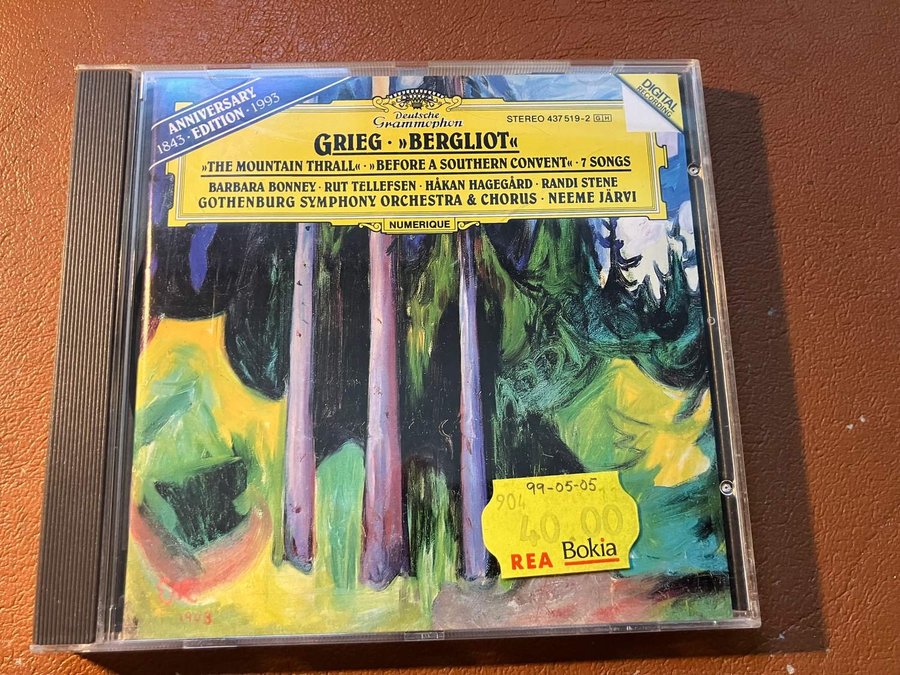 ANNIVERSARY
1843 · EDITION · 1993
DIGITAL
RECORDING
Deutsche
Grammophon
STEREO 437 519-2 GH
GRIEG · »BERGLIOT«
»THE MOUNTAIN THRALL« · »BEFORE A SOUTHERN CONVENT« · 7 SONGS
BARBARA BONNEY · RUT TELLEFSEN · HÅKAN HAGEGÅRD · RANDI STENE
GOTHENBURG SYMPHONY ORCHESTRA & CHORUS · NEEME JÄRVI
NUMERIQUE
99-05-05
904
40.00
REA Bokia